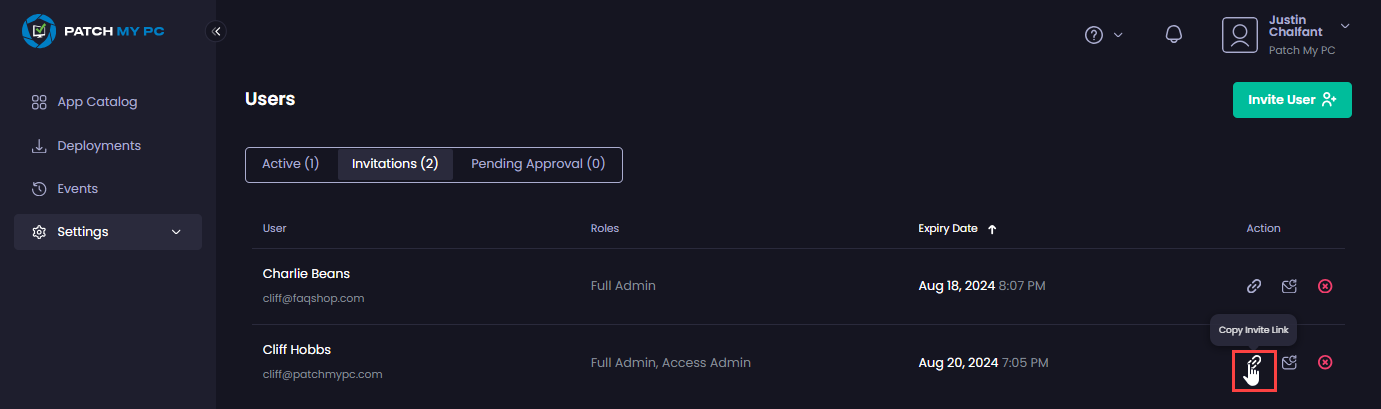 PATCH MY PC
Justin
Chalfant
Patch My PC
App Catalog
Deployments
Events
Settings
Users
Invite User
Active (1)
Invitations (2)
Pending Approval (0)
User
Roles
Expiry Date
Action
Charlie Beans
cliff@faqshop.com
Full Admin
Aug 18, 2024 8:07 PM
Copy Invite Link
Cliff Hobbs
cliff@patchmypc.com
Full Admin, Access Admin
Aug 20, 2024 7:05 PM